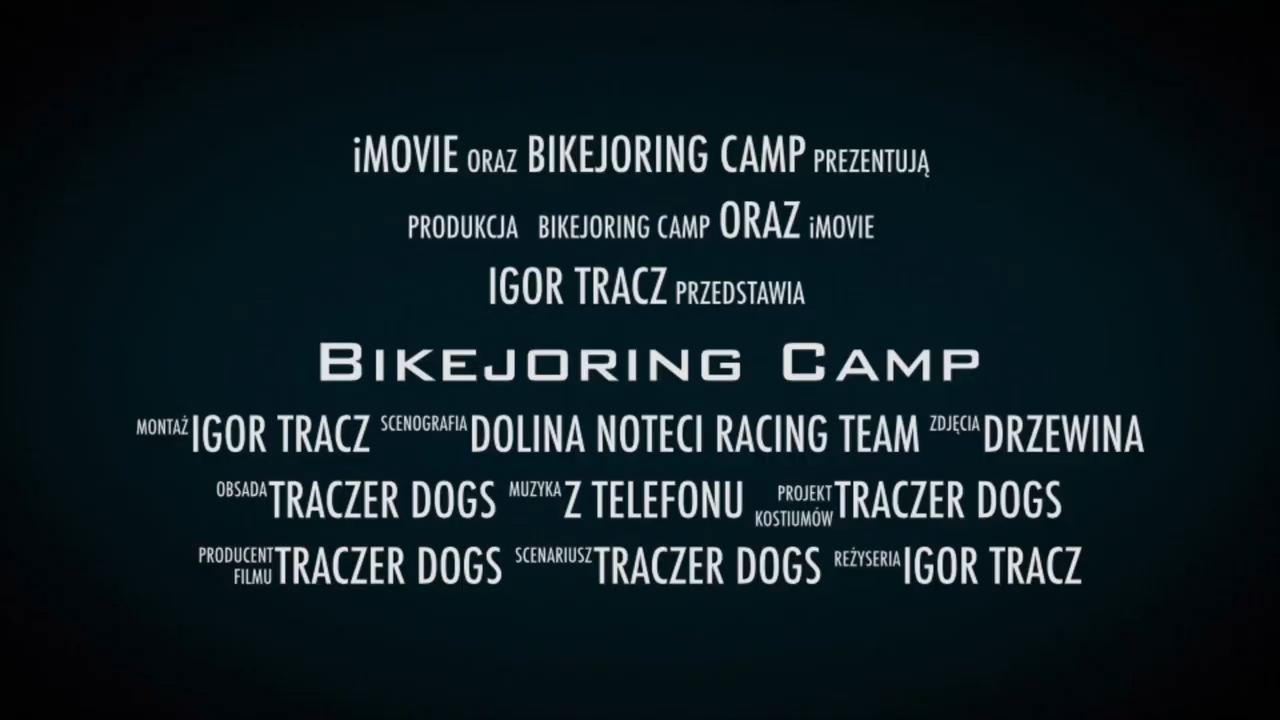 iMOVIE ORAZ BIKEJORING CAMP PREZENTUJĄ
PRODUKCJA BIKEJORING CAMP ORAZ iMOVIE
IGOR TRACZ PRZEDSTAWIA
BIKEJORING CAMP
MONTAŻ IGOR TRACZ SCENOGRAFIA DOLINA NOTECI RACING TEAM ZDJĘCIA DRZEWINA
OBSADA TRACZER DOGS MUZYKA Z TELEFONU PROJEKT KOSTIUMÓW TRACZER DOGS
PRODUCENT FILMU TRACZER DOGS SCENARIUSZ TRACZER DOGS REŻYSERIA IGOR TRACZ